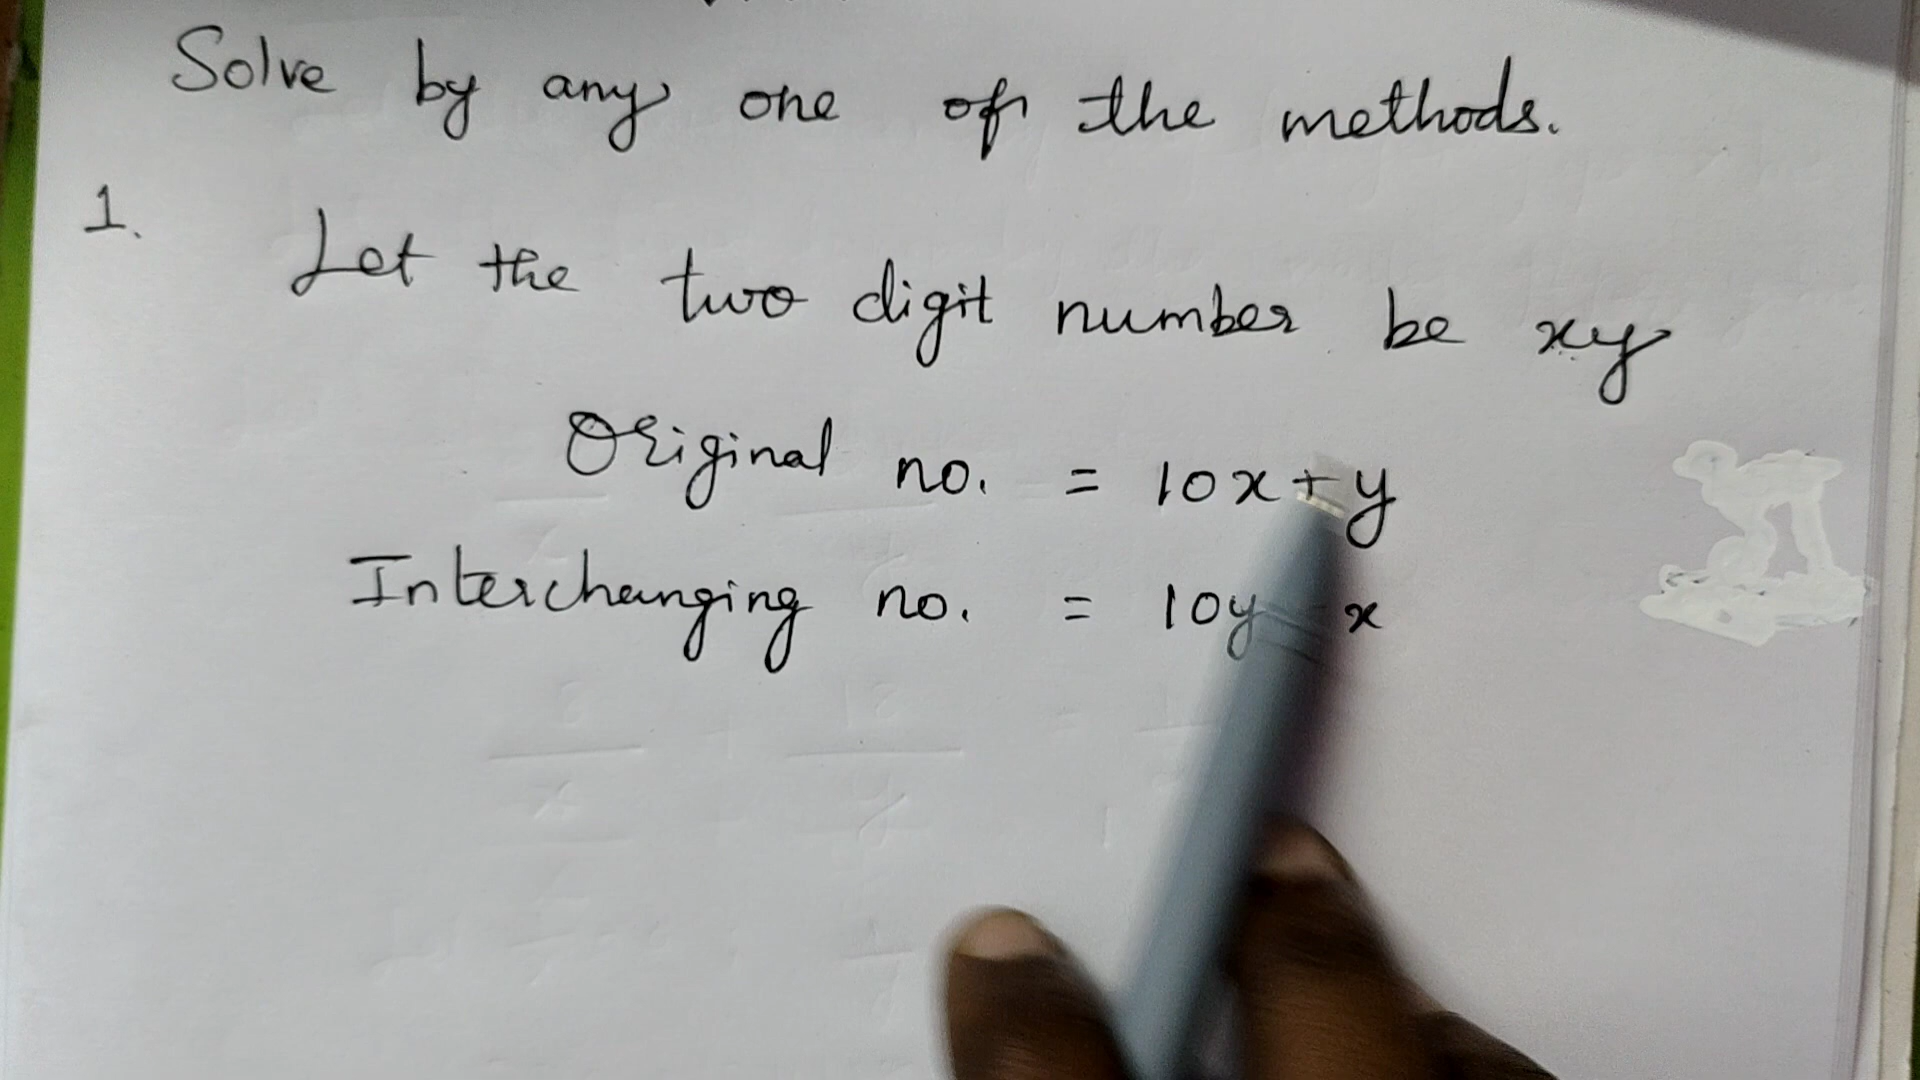 Solve by any one of the methods.
1. Let the two digit number be xy
Original no. = 10x+y
Interchanging no. = 10y x